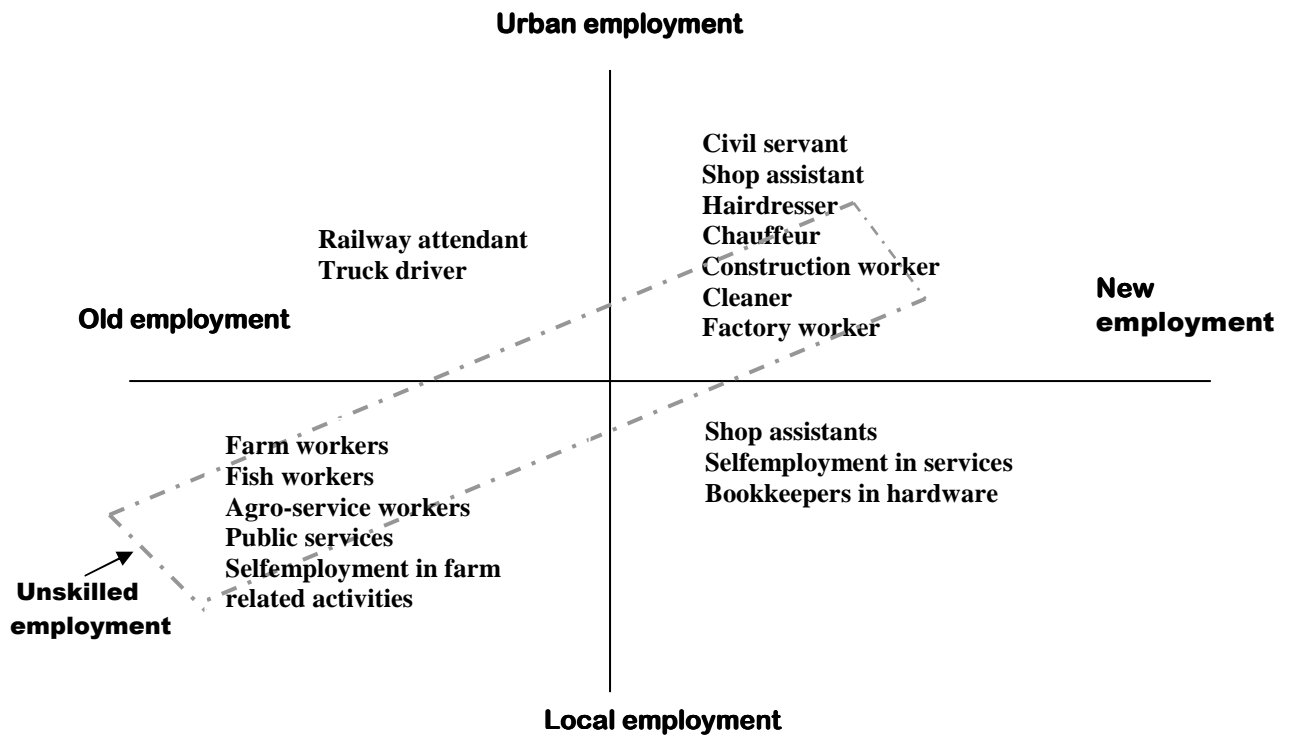 Urban employment
Civil servant
Shop assistant
Hairdresser
Chauffeur
Construction worker
Cleaner
Factory worker
Railway attendant
Truck driver
Old employment
New
employment
Farm workers
Fish workers
Agro-service workers
Public services
Selfemployment in farm
related activities
Shop assistants
Selfemployment in services
Bookkeepers in hardware
Unskilled
employment
Local employment